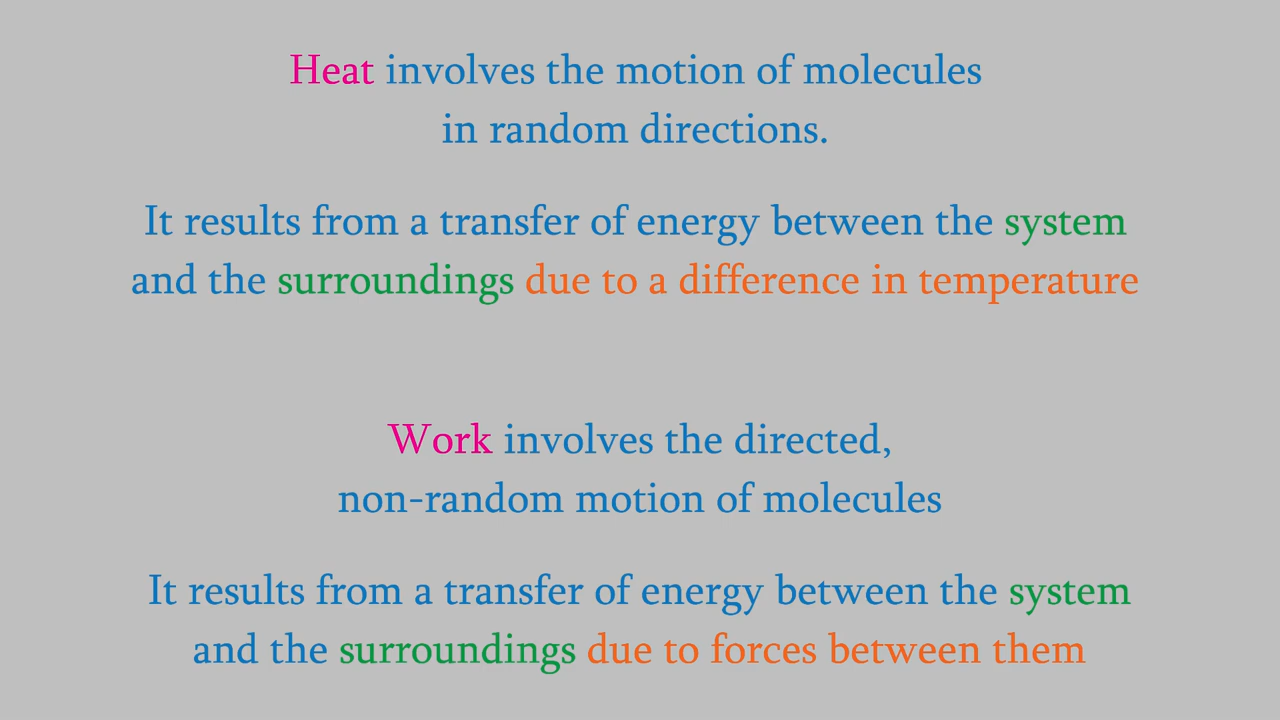 Heat involves the motion of molecules
in random directions.
It results from a transfer of energy between the system
and the surroundings due to a difference in temperature
Work involves the directed,
non-random motion of molecules
It results from a transfer of energy between the system
and the surroundings due to forces between them